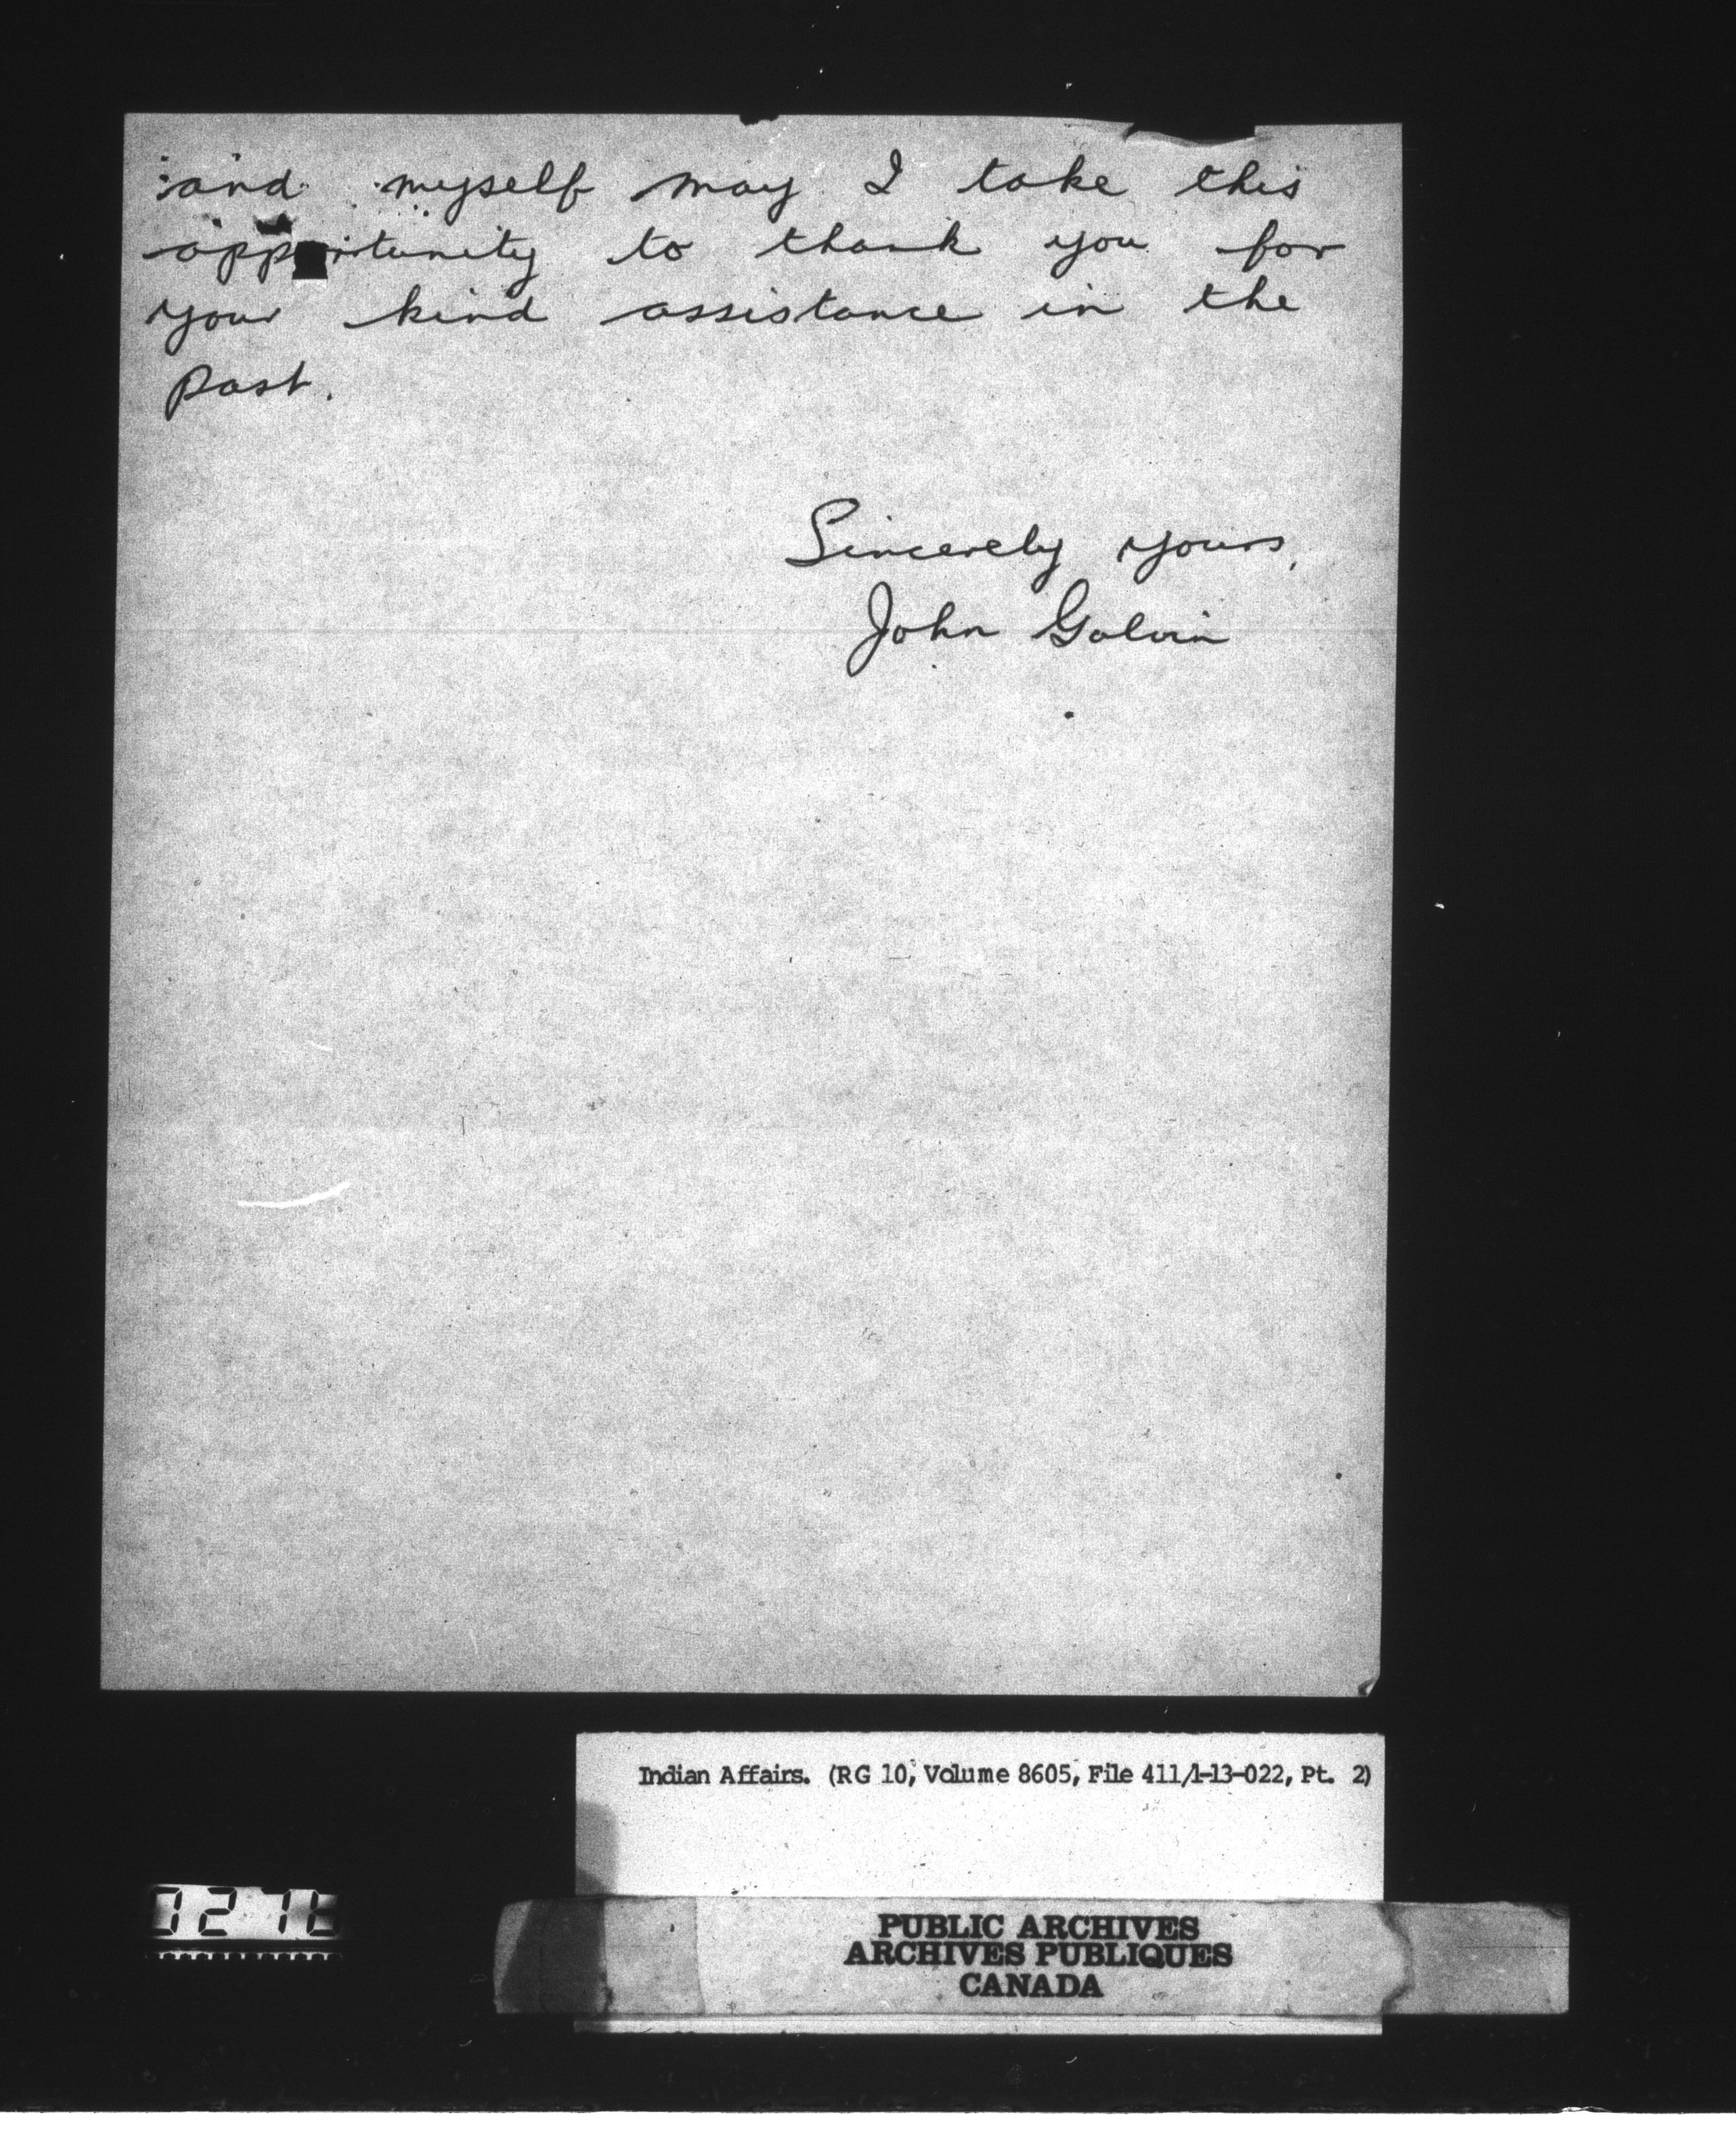 and myself may I take this
opportunity to thank you for
your kind assistance in the
past.
Sincerely yours,
John Galvin
Indian Affairs. (RG 10, Volume 8605, File 411/1-13-022, Pt. 2)
PUBLIC ARCHIVES
ARCHIVES PUBLIQUES
CANADA